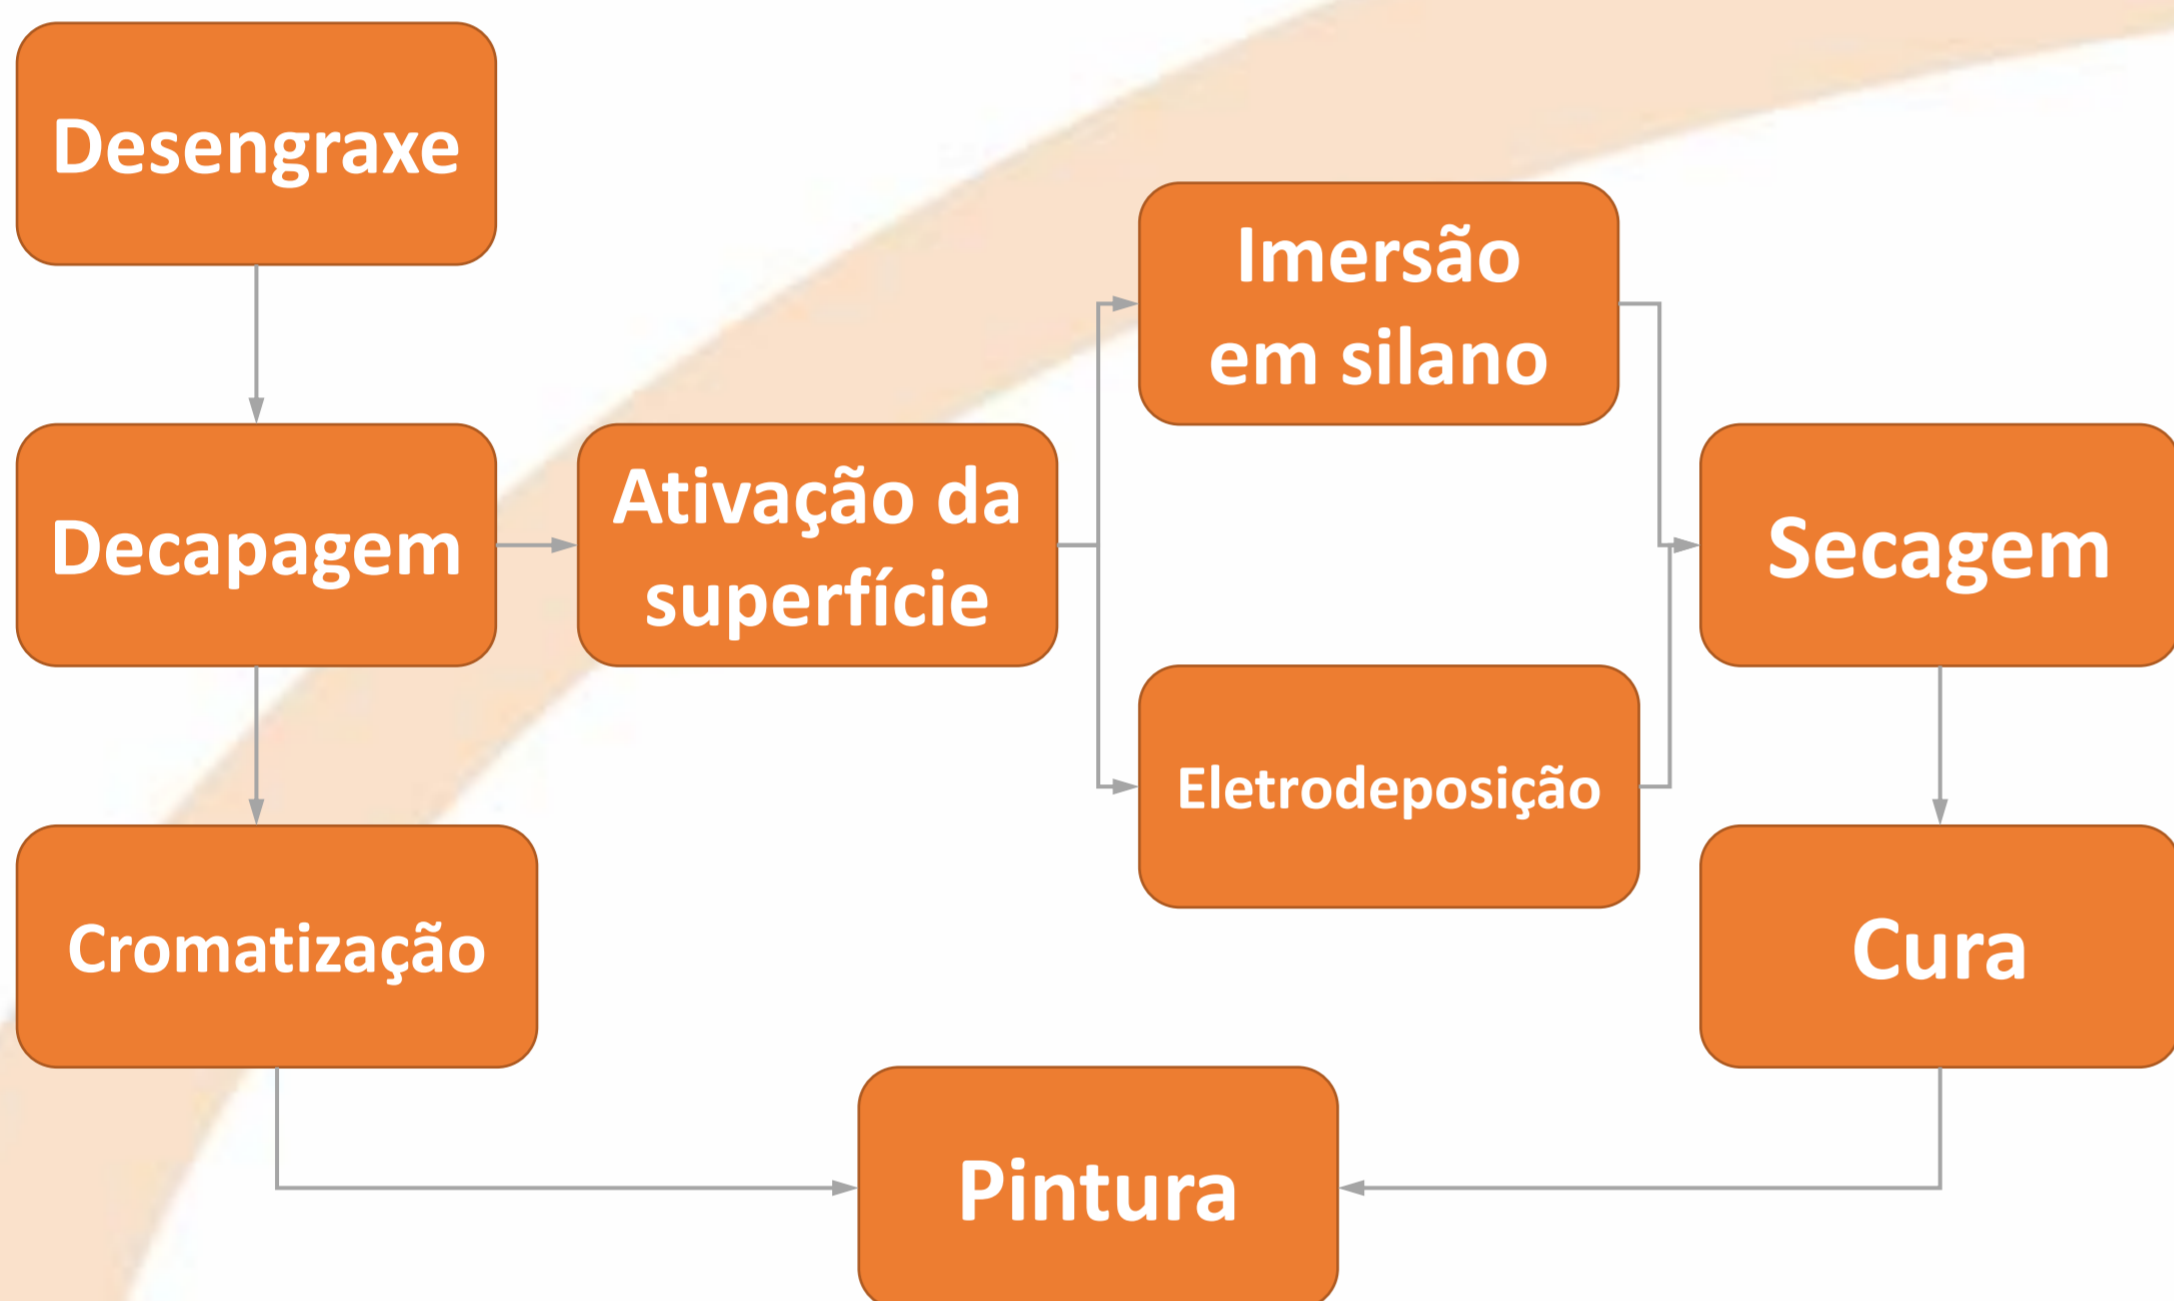 Desengraxe
Decapagem
Cromatização
Ativação da
superfície
Imersão
em silano
Eletrodeposição
Secagem
Cura
Pintura